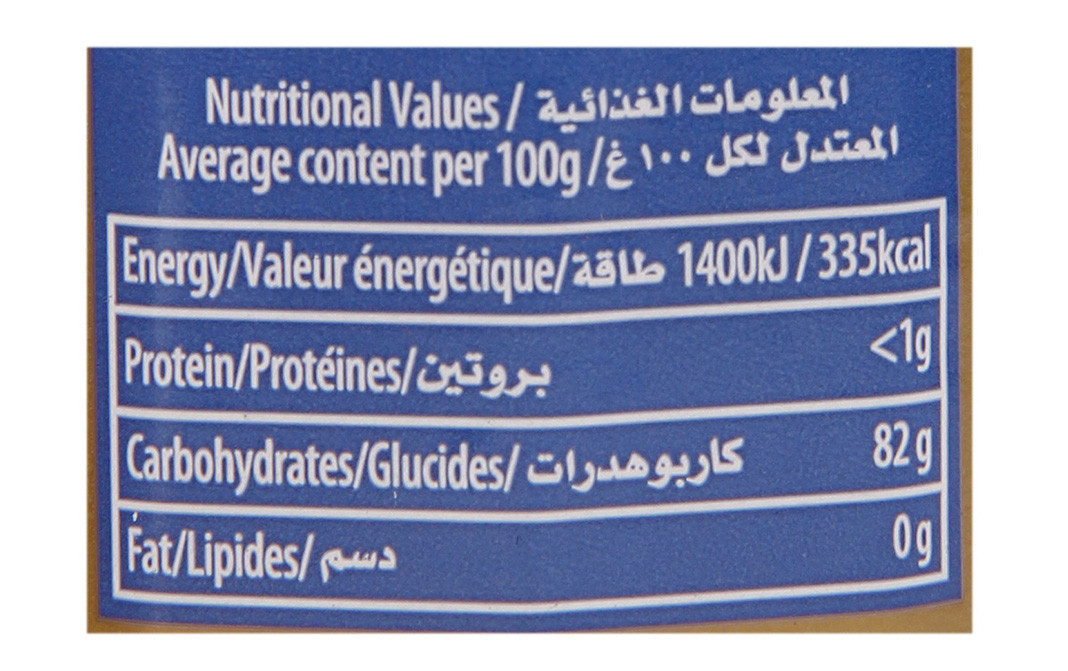 Nutritional Values / المعلومات الغذائية
Average content per 100g / المعتدل لكل ١٠٠ غ
Energy/Valeur énergétique/طاقة 1400kJ / 335kcal
Protein/Protéines/بروتين <1g
Carbohydrates/Glucides/ كاربوهدرات 82g
Fat/Lipides/ دسم 0g